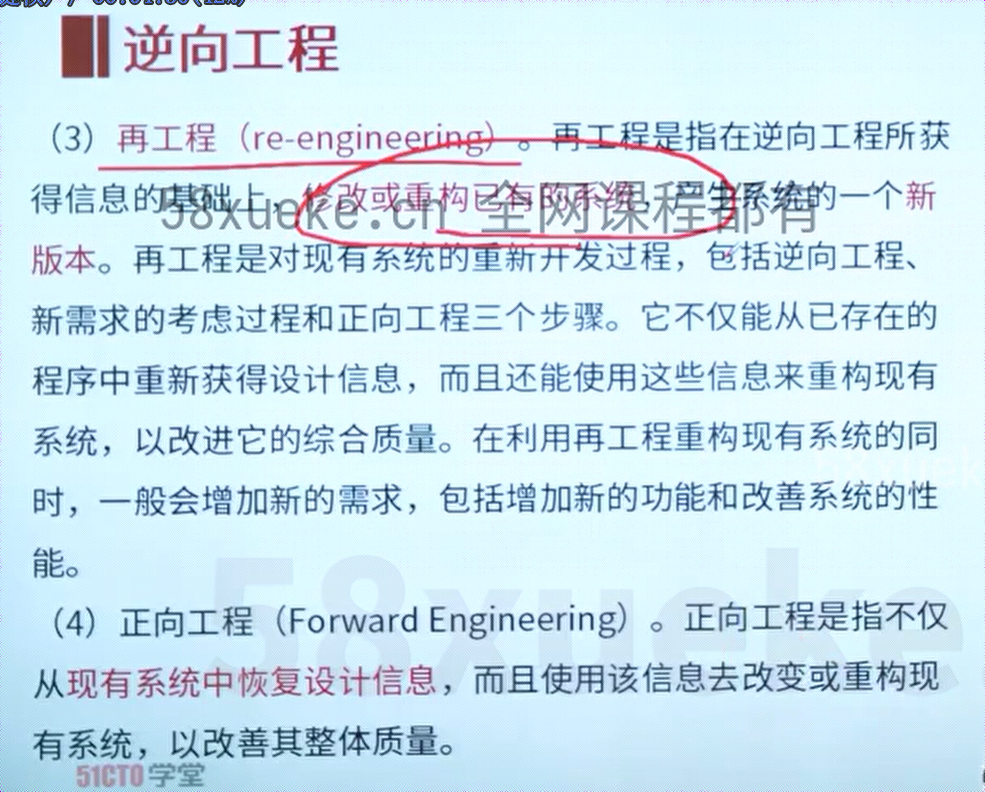 逆向工程
（3）再工程（re-engineering）。再工程是指在逆向工程所获
得信息的基础上，修改或重构已有的系统，产生系统的一个新
58xueke.cn 全网课程都有
版本。再工程是对现有系统的重新开发过程，包括逆向工程、
新需求的考虑过程和正向工程三个步骤。它不仅能从已存在的
程序中重新获得设计信息，而且还能使用这些信息来重构现有
系统，以改进它的综合质量。在利用再工程重构现有系统的同
时，一般会增加新的需求，包括增加新的功能和改善系统的性
能。
58xueke.
（4）正向工程（Forward Engineering）。正向工程是指不仅
从现有系统中恢复设计信息，而且使用该信息去改变或重构现
有系统，以改善其整体质量。
51CTO学堂